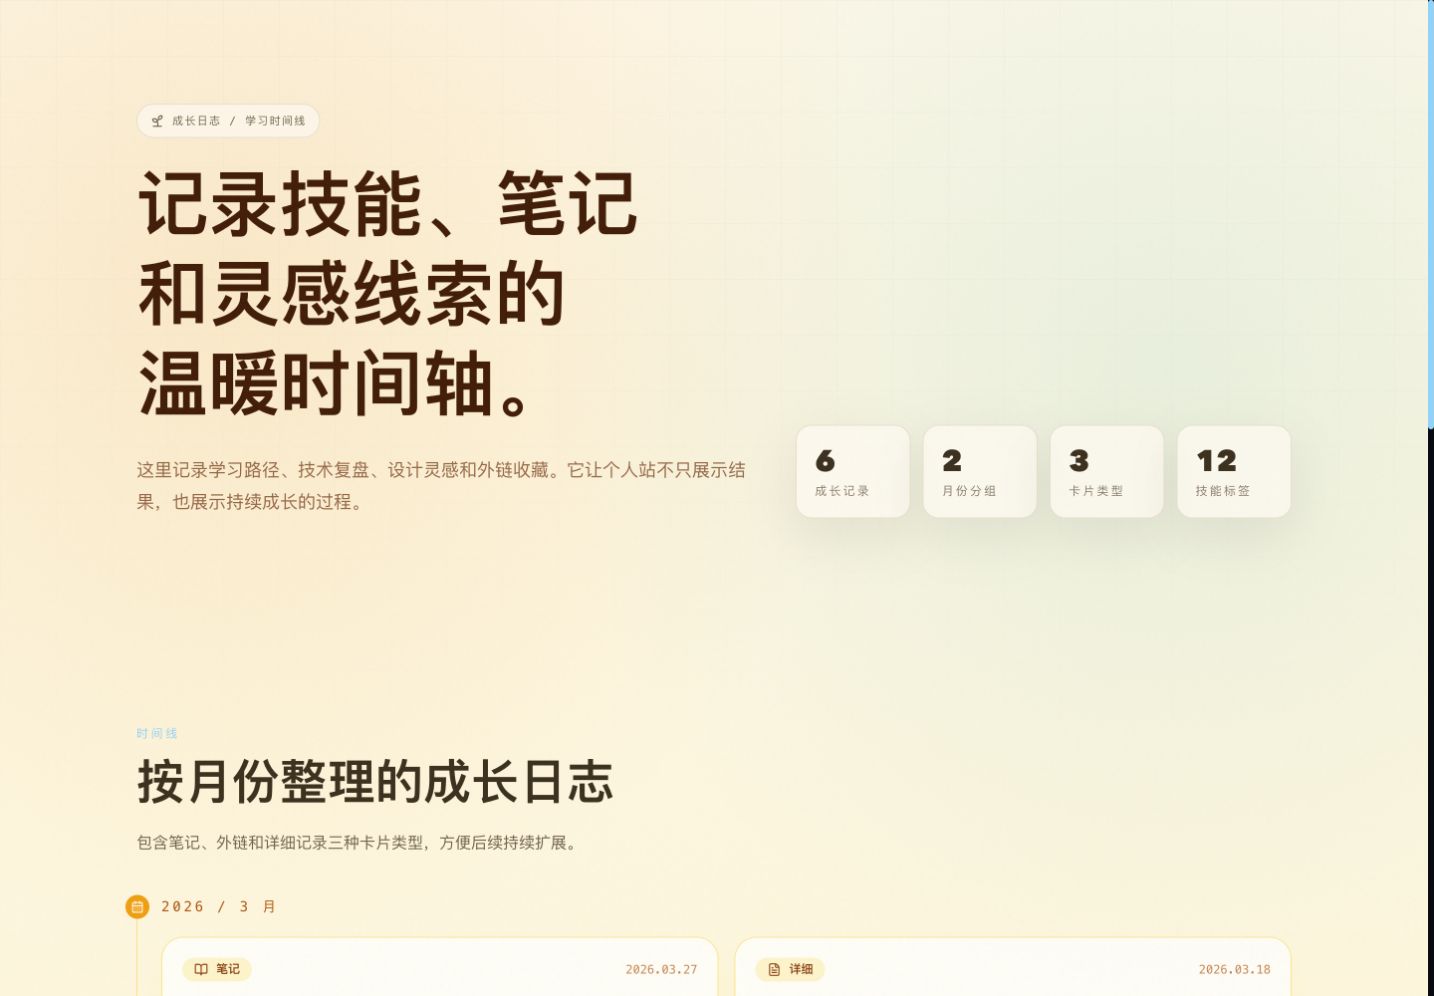 成长日志 / 学习时间线
记录技能、笔记
和灵感线索的
温暖时间轴。
这里记录学习路径、技术复盘、设计灵感和外链收藏。它让个人站不只展示结
果，也展示持续成长的过程。
6
成长记录
2
月份分组
3
卡片类型
12
技能标签
时间线
按月份整理的成长日志
包含笔记、外链和详细记录三种卡片类型，方便后续持续扩展。
2026 / 3 月
笔记
2026.03.27
详细
2026.03.18